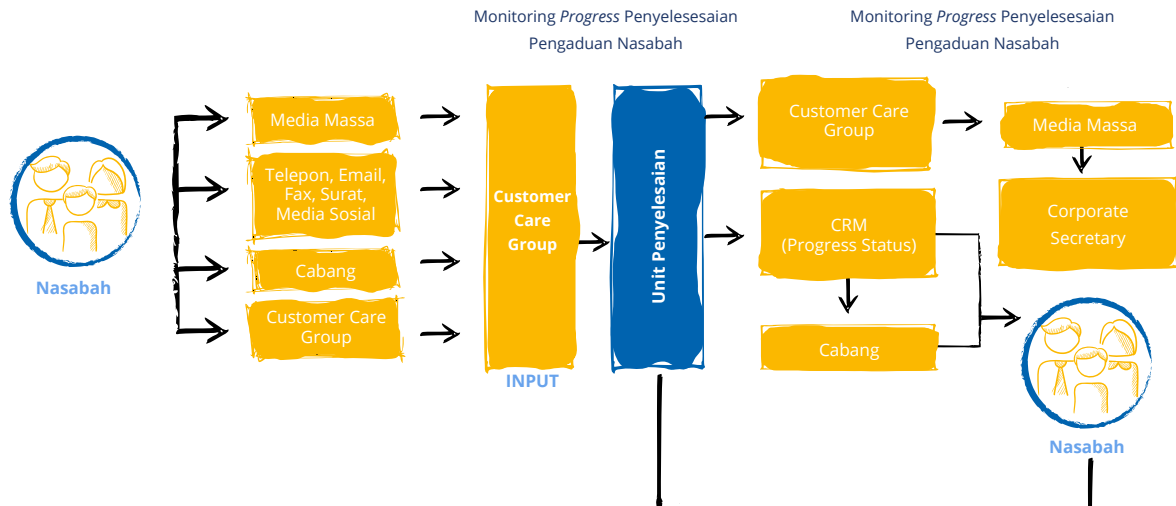 Monitoring Progress Penyelesesaian
Pengaduan Nasabah
Monitoring Progress Penyelesesaian
Pengaduan Nasabah
Nasabah
Media Massa
Telepon, Email,
Fax, Surat,
Media Sosial
Cabang
Customer Care
Group
Customer
Care
Group
INPUT
Unit Penyelesaian
Customer Care
Group
CRM
(Progress Status)
Cabang
Media Massa
Corporate
Secretary
Nasabah